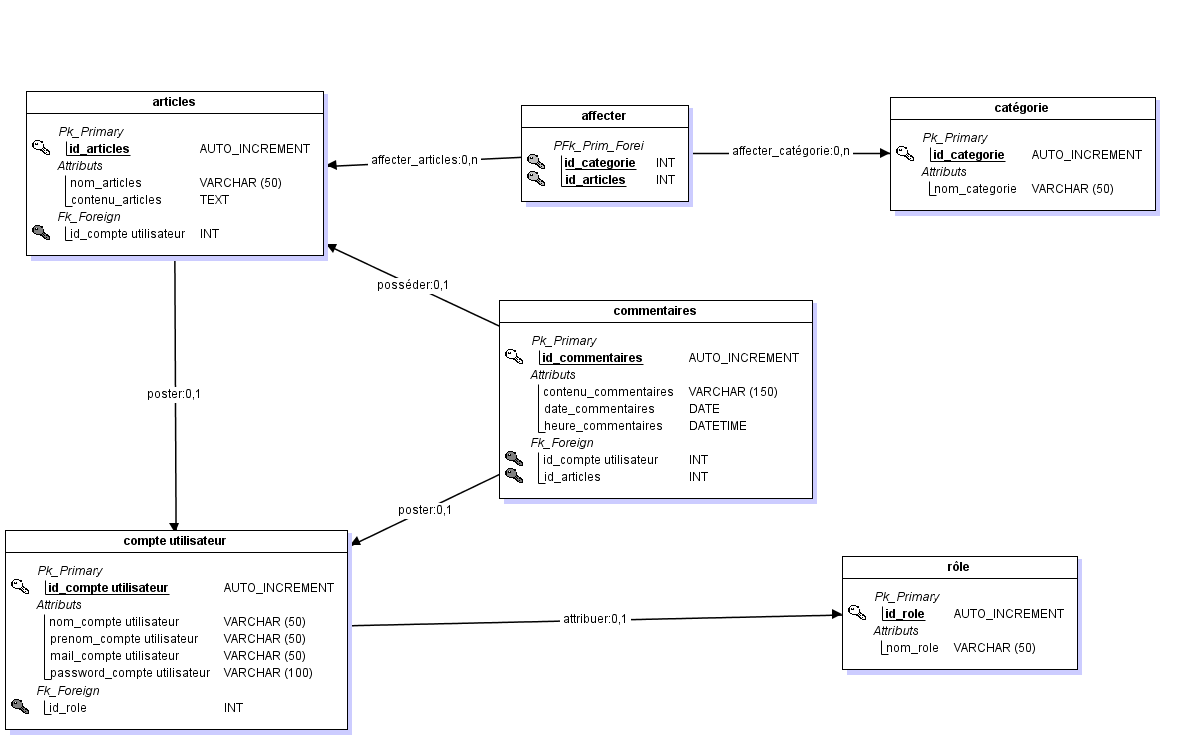 articles
Pk_Primary
id_articles AUTO_INCREMENT
Attributs
nom_articles VARCHAR (50)
contenu_articles TEXT
Fk_Foreign
id_compte utilisateur INT
affecter_articles:0,n
affecter
PFk_Prim_Forei
id_categorie INT
id_articles INT
affecter_catégorie:0,n
catégorie
Pk_Primary
id_categorie AUTO_INCREMENT
Attributs
nom_categorie VARCHAR (50)
posséder:0,1
commentaires
Pk_Primary
id_commentaires AUTO_INCREMENT
Attributs
contenu_commentaires VARCHAR (150)
date_commentaires DATE
heure_commentaires DATETIME
Fk_Foreign
id_compte utilisateur INT
id_articles INT
poster:0,1
poster:0,1
compte utilisateur
Pk_Primary
id_compte utilisateur AUTO_INCREMENT
Attributs
nom_compte utilisateur VARCHAR (50)
prenom_compte utilisateur VARCHAR (50)
mail_compte utilisateur VARCHAR (50)
password_compte utilisateur VARCHAR (100)
Fk_Foreign
id_role INT
attribuer:0,1
róle
Pk_Primary
id_role AUTO_INCREMENT
Attributs
nom_role VARCHAR (50)